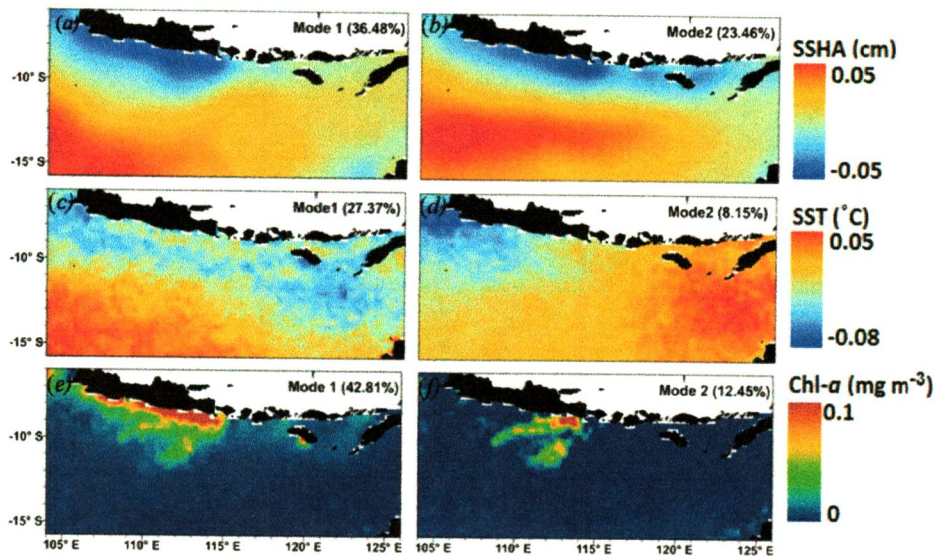 (a) Mode 1 (36.48%) (b) Mode2 (23.46%) SSHA (cm)
0.05
-10° S
-15° S
-0.05
(c) Mode1 (27.37%) (d) Mode2 (8.15%) SST (˚C)
0.05
-10° S
-15° S
-0.08
(e) Mode 1 (42.81%) (f) Mode 2 (12.45%) Chl-a (mg m⁻³)
0.1
-10° S
-15° S
0
105° E 110° E 115° E 120° E 125° E 105° E 110° E 115° E 120° E 125° E